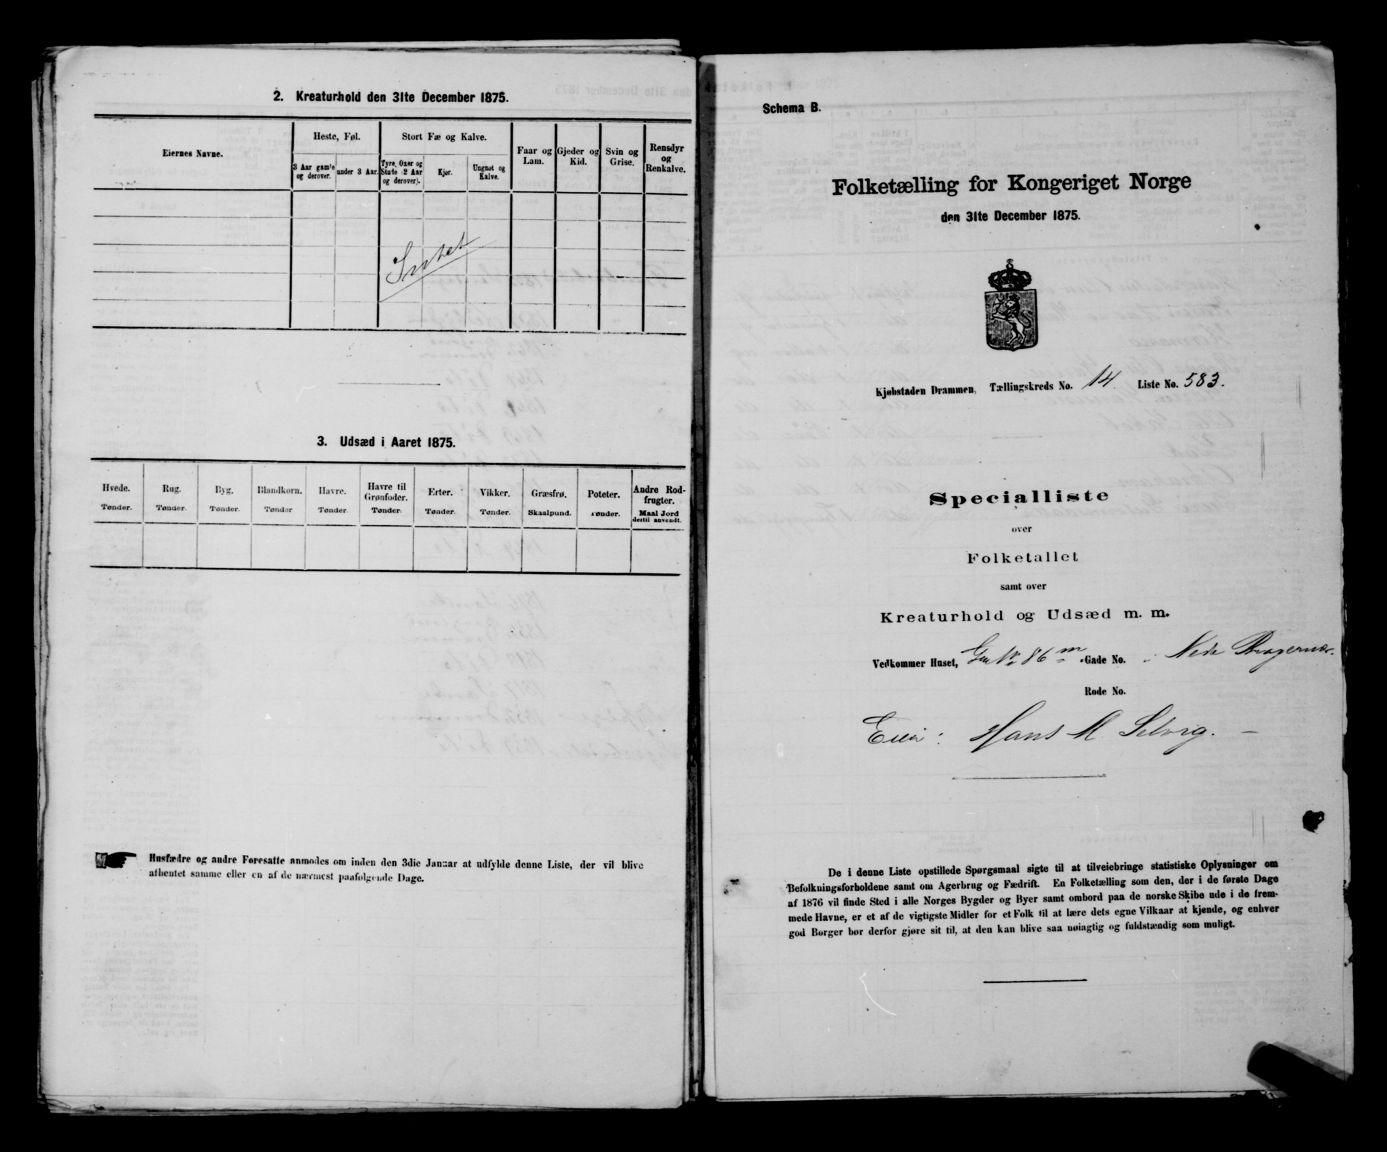 2. Kreaturhold den 31te December 1875.
Eiernes Navne.
Heste, Føl.
Stort Fæ og Kalve.
Faar og Lam.
Gjeder og Kid.
Svin og Grise.
Rensdyr og Renkalve.
3 Aar gamle og derover.
under 3 Aar.
Tyre, Oxer og Stude (2 Aar og derover).
Kjør.
Ungnøt og Kalve.
Intet
3. Udsæd i Aaret 1875.
Hvede. Rug. Byg. Blandkorn. Havre. Havre til Grønfoder. Erter. Vikker. Græsfrø. Poteter. Andre Rodfrugter.
Tønder. Tønder. Tønder. Tønder Tønder. Tønder. Tønder. Tønder. Skaalpund. Tønder. Maal Jord dertil anvendt.
Husfædre og andre Foresatte anmodes om inden den 3die Januar at udfylde denne Liste, der vil blive
afhentet samme eller en af de nærmest paafølgende Dage.
Schema B.
Folketælling for Kongeriget Norge
den 31te December 1875.
Kjøbstaden Drammen, Tællingskreds No. 14 Liste No. 583.
Specialliste
over
Folketallet
samt over
Kreaturhold og Udsæd m. m.
Vedkommer Huset, 86 m Gade No. Nedre Bragernes.
Rode No.
Eier: Hans M. Selvig.
De i denne Liste opstillede Spørgsmaal sigte til at tilveiebringe statistiske Oplysninger om
Befolkningsforholdene samt om Agerbrug og Fædrift. En Folketælling som den, der i de første Dage
af 1876 vil finde Sted i alle Norges Bygder og Byer samt ombord paa de norske Skibe ude i de frem-
mede Havne, er et af de vigtigste Midler for et Folk til at lære dets egne Vilkaar at kjende, og enhver
god Borger bør derfor gjøre sit til, at den kan blive saa nøiagtig og fuldstændig som muligt.